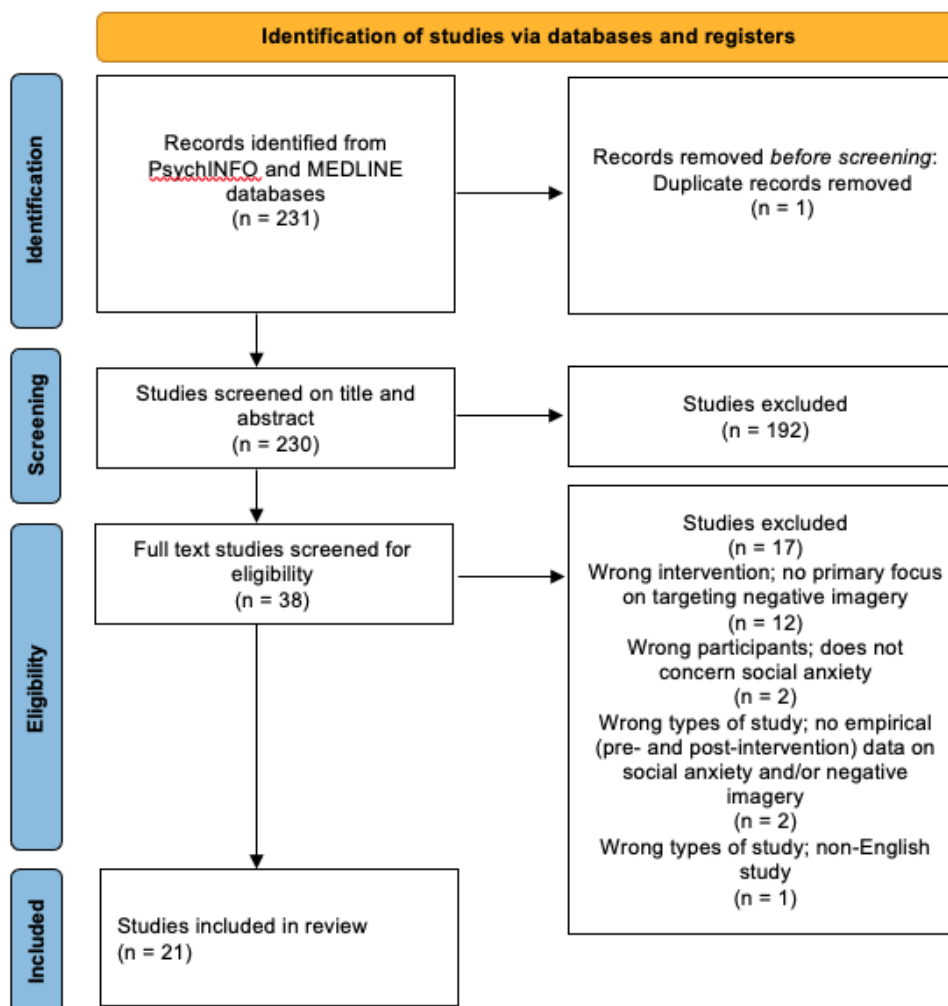 Identification of studies via databases and registers
Identification
Records identified from
PsychINFO and MEDLINE
databases
(n = 231)
Records removed before screening:
Duplicate records removed
(n = 1)
Screening
Studies screened on title and
abstract
(n = 230)
Studies excluded
(n = 192)
Eligibility
Full text studies screened for
eligibility
(n = 38)
Studies excluded
(n = 17)
Wrong intervention; no primary focus
on targeting negative imagery
(n = 12)
Wrong participants; does not
concern social anxiety
(n = 2)
Wrong types of study; no empirical
(pre- and post-intervention) data on
social anxiety and/or negative
imagery
(n = 2)
Wrong types of study; non-English
study
(n = 1)
Included
Studies included in review
(n = 21)